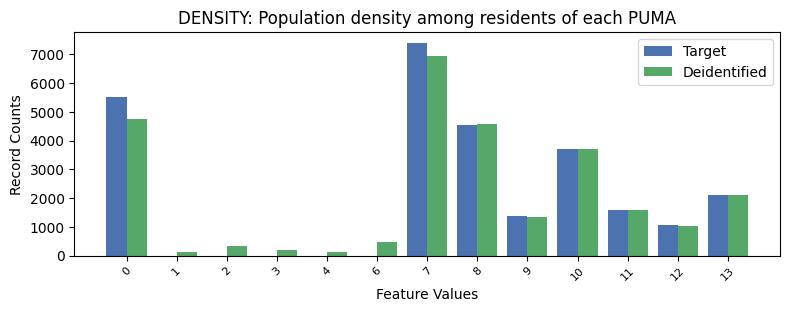 DENSITY: Population density among residents of each PUMA
Target
Deidentified
Record Counts
7000
6000
5000
4000
3000
2000
1000
0
0 1 2 3 4 6 7 8 9 10 11 12 13
Feature Values